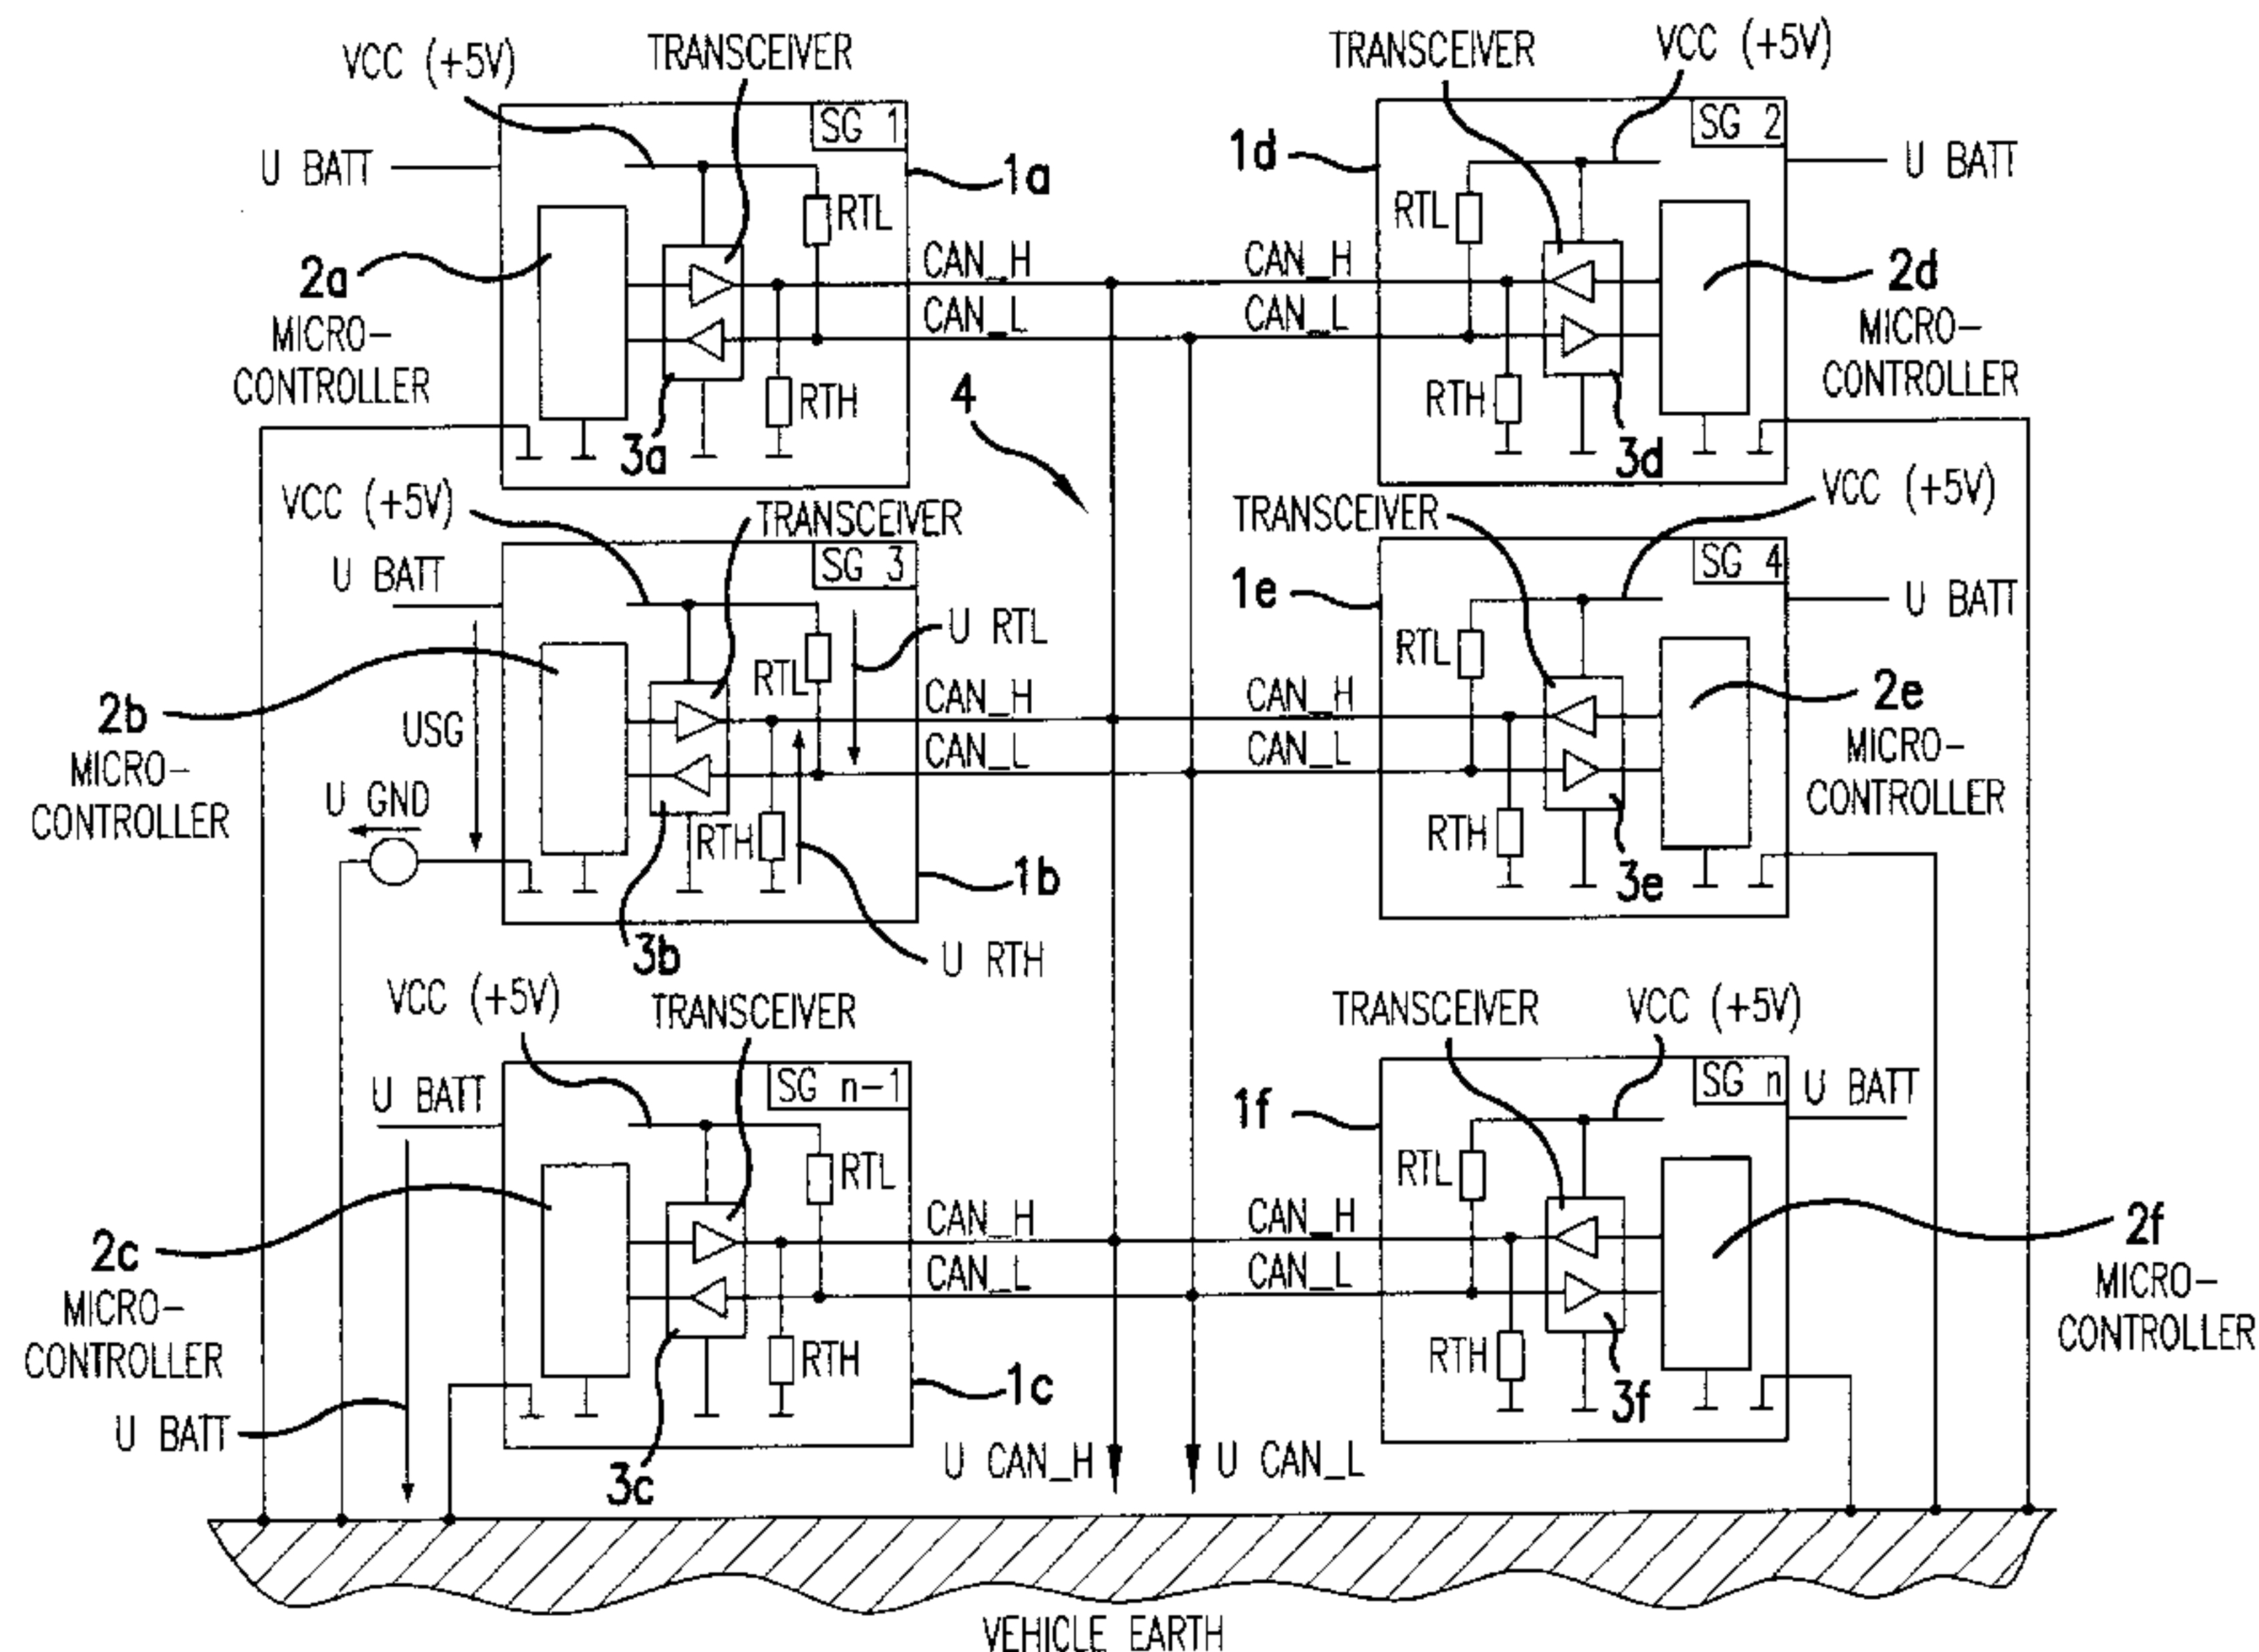 VCC (+5V)
TRANSCEIVER
TRANSCEIVER
VCC (+5V)
SG 1
SG 2
U BATT
1a
1d
U BATT
RTL
RTL
2a
MICRO-
CONTROLLER
CAN_H
CAN_L
CAN_H
CAN_L
2d
MICRO-
CONTROLLER
RTH
4
RTH
3a
3d
VCC (+5V)
TRANSCEIVER
TRANSCEIVER
VCC (+5V)
U BATT
SG 3
SG 4
1e
U BATT
U RTL
RTL
RTL
2b
MICRO-
CONTROLLER
USG
CAN_H
CAN_L
CAN_H
CAN_L
2e
MICRO-
CONTROLLER
U GND
RTH
RTH
1b
3e
3b
U RTH
VCC (+5V)
TRANSCEIVER
TRANSCEIVER
VCC (+5V)
U BATT
SG n-1
1f
SG n
U BATT
RTL
RTL
2c
MICRO-
CONTROLLER
CAN_H
CAN_L
CAN_H
CAN_L
2f
MICRO-
CONTROLLER
RTH
RTH
1c
3f
U BATT
3c
U CAN_H
U CAN_L
VEHICLE EARTH